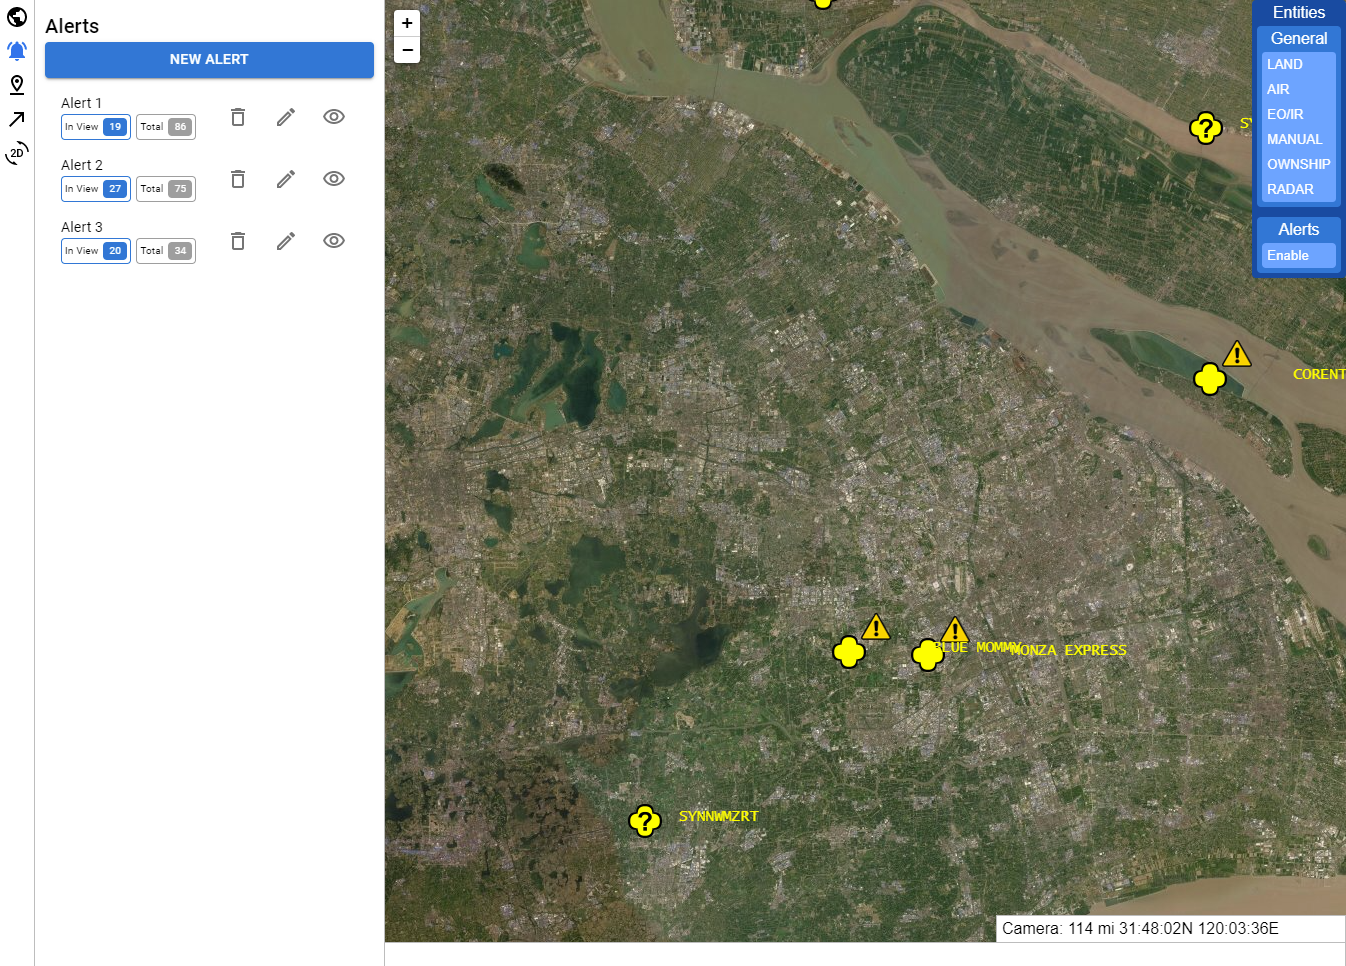 Alerts
NEW ALERT
Alert 1
In View 19 Total 86
Alert 2
In View 27 Total 75
Alert 3
In View 20 Total 34
2D
+
−
Entities
General
LAND
AIR
EO/IR
MANUAL
OWNSHIP
RADAR
Alerts
Enable
?
!
CORENT
!
!
BLUE MOMMY
MONZA EXPRESS
?
SYNNWMZRT
Camera: 114 mi 31:48:02N 120:03:36E